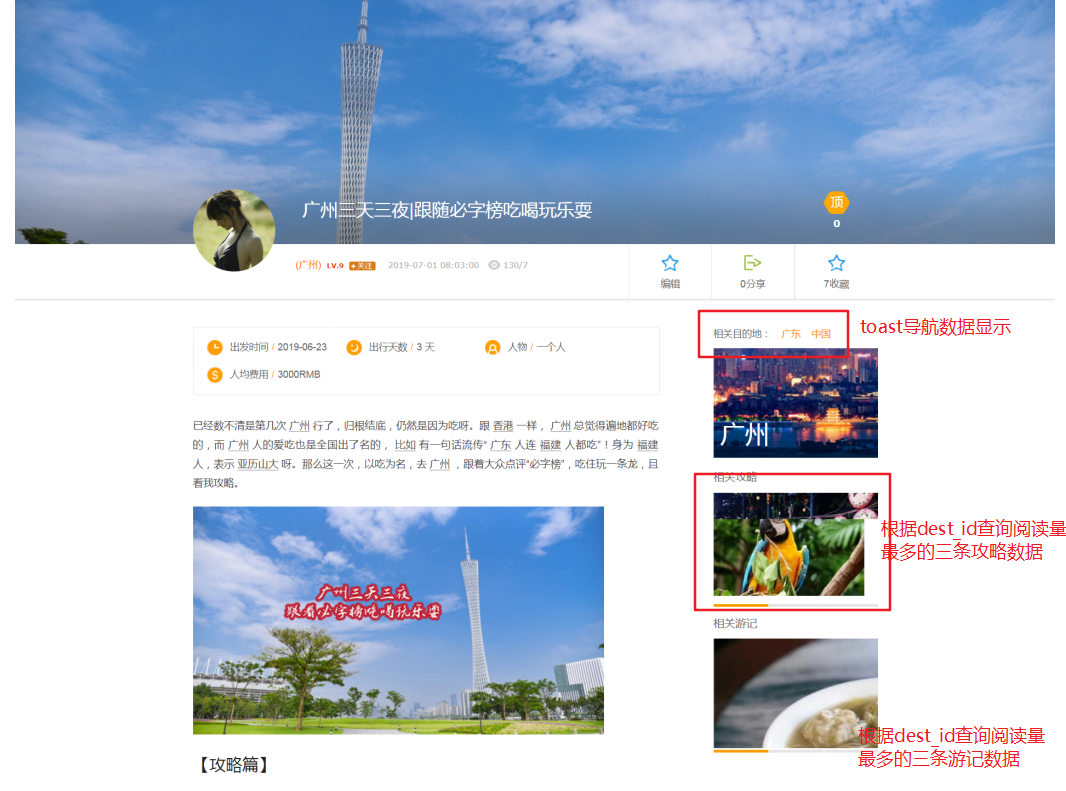 广州三天三夜|跟随必字榜吃喝玩乐耍
顶
0
(广州) LV.9 +关注 2019-07-01 08:03:00 130/7
编辑
0分享
7收藏
出发时间 / 2019-06-23 出行天数 / 3 天 人物 / 一个人
人均费用 / 3000RMB
已经数不清是第几次 广州 行了，归根结底，仍然是因为吃呀。跟 香港 一样， 广州 总觉得遍地都好吃
的，而 广州 人的爱吃也是全国出了名的， 比如 有一句话流传“ 广东 人连 福建 人都吃”！身为 福建
人，表示 亚历山大 呀。那么这一次，以吃为名，去 广州 ，跟着大众点评“必字榜”，吃住玩一条龙，且
看我攻略。
广州三天三夜
跟着必字榜吃喝玩乐耍
【攻略篇】
相关目的地： 广东 中国
toast导航数据显示
广州
相关攻略
根据dest_id查询阅读量
最多的三条攻略数据
相关游记
根据dest_id查询阅读量
最多的三条游记数据